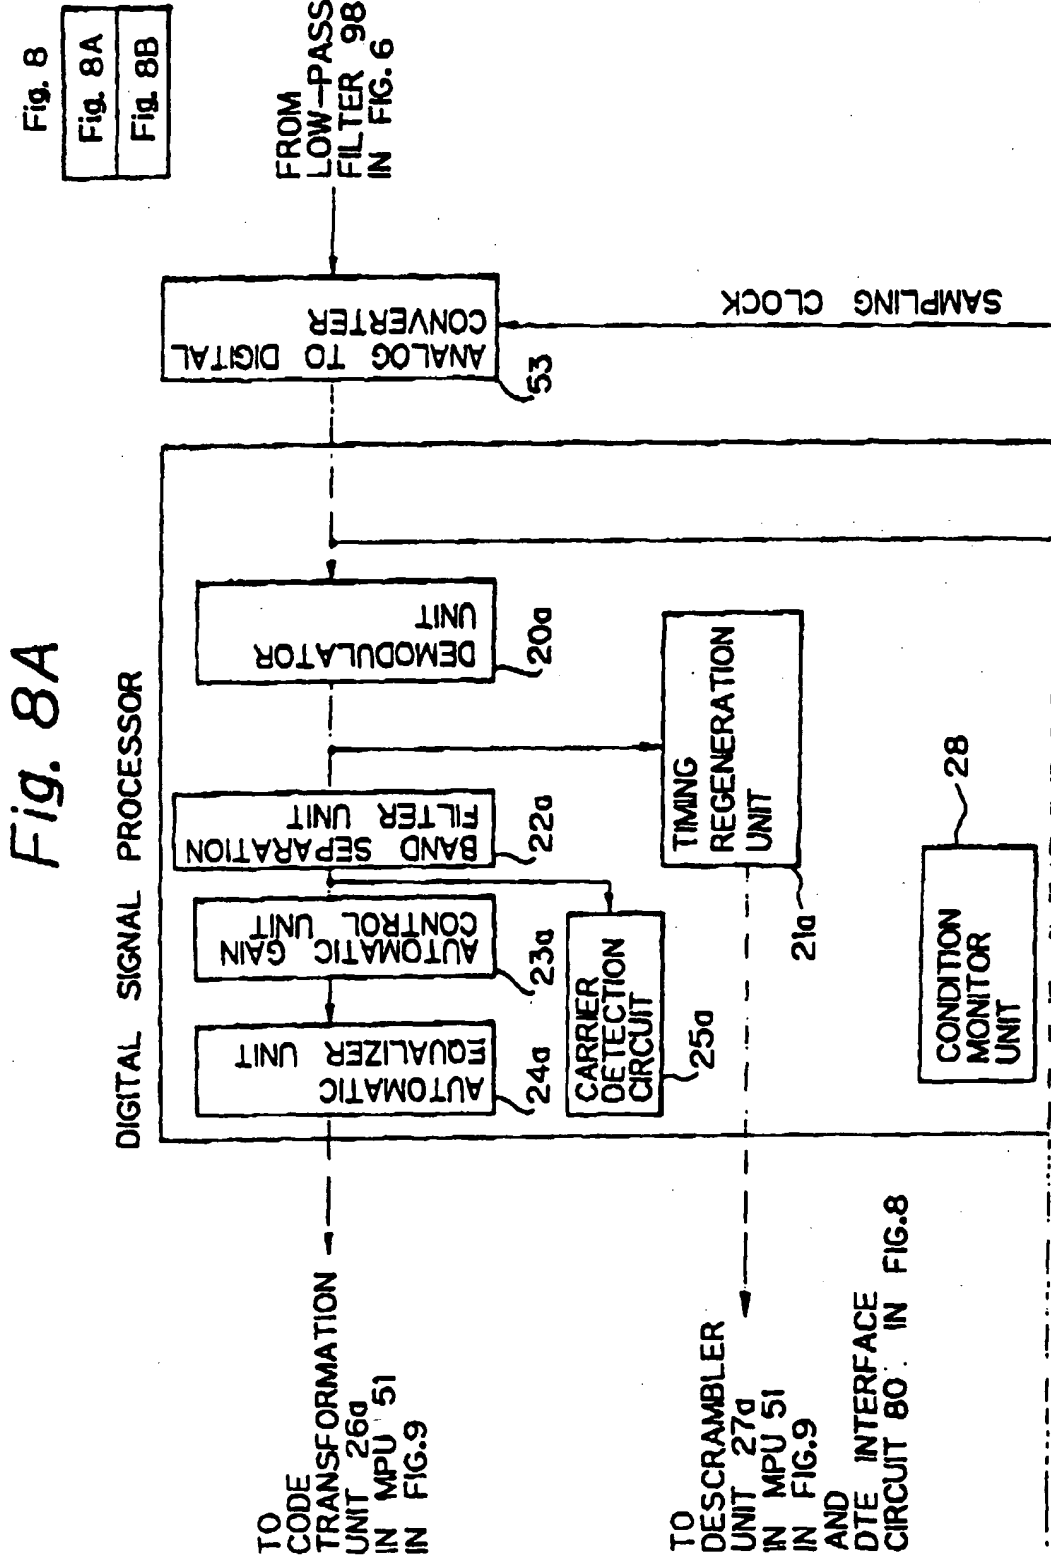 Fig. 8
Fig. 8A
Fig. 8B
Fig. 8A
FROM
LOW-PASS
FILTER 98
IN FIG. 6
ANALOG TO DIGITAL
CONVERTER
53
SAMPLING CLOCK
DIGITAL SIGNAL PROCESSOR
DEMODULATOR
UNIT
20a
BAND SEPARATION
FILTER UNIT
22a
AUTOMATIC GAIN
CONTROL UNIT
23a
AUTOMATIC
EQUALIZER UNIT
24a
CARRIER
DETECTION
CIRCUIT
25a
TIMING
REGENERATION
UNIT
21a
CONDITION
MONITOR
UNIT
28
TO
CODE
TRANSFORMATION
UNIT 26a
IN MPU 51
IN FIG.9
TO
DESCRAMBLER
UNIT 27a
IN MPU 51
IN FIG.9
AND
DTE INTERFACE
CIRCUIT 80. IN FIG.8